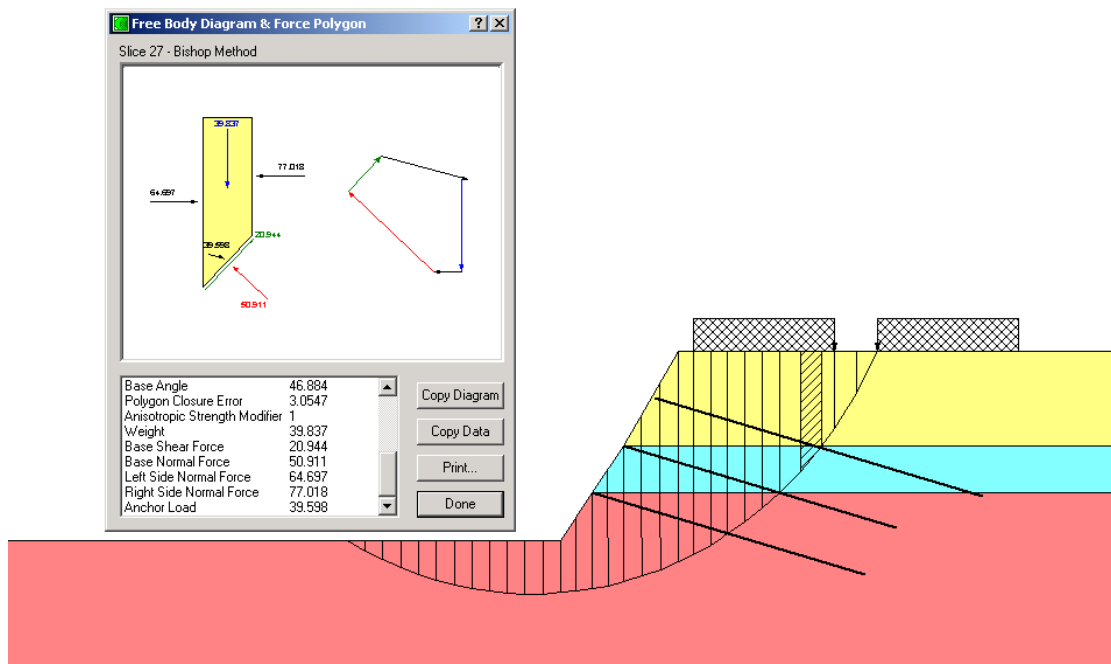 Free Body Diagram & Force Polygon
Slice 27 - Bishop Method
39.837
77.018
64.697
20.944
39.598
50.911
Base Angle 46.884
Polygon Closure Error 3.0547
Anisotropic Strength Modifier 1
Weight 39.837
Base Shear Force 20.944
Base Normal Force 50.911
Left Side Normal Force 64.697
Right Side Normal Force 77.018
Anchor Load 39.598
Copy Diagram
Copy Data
Print...
Done